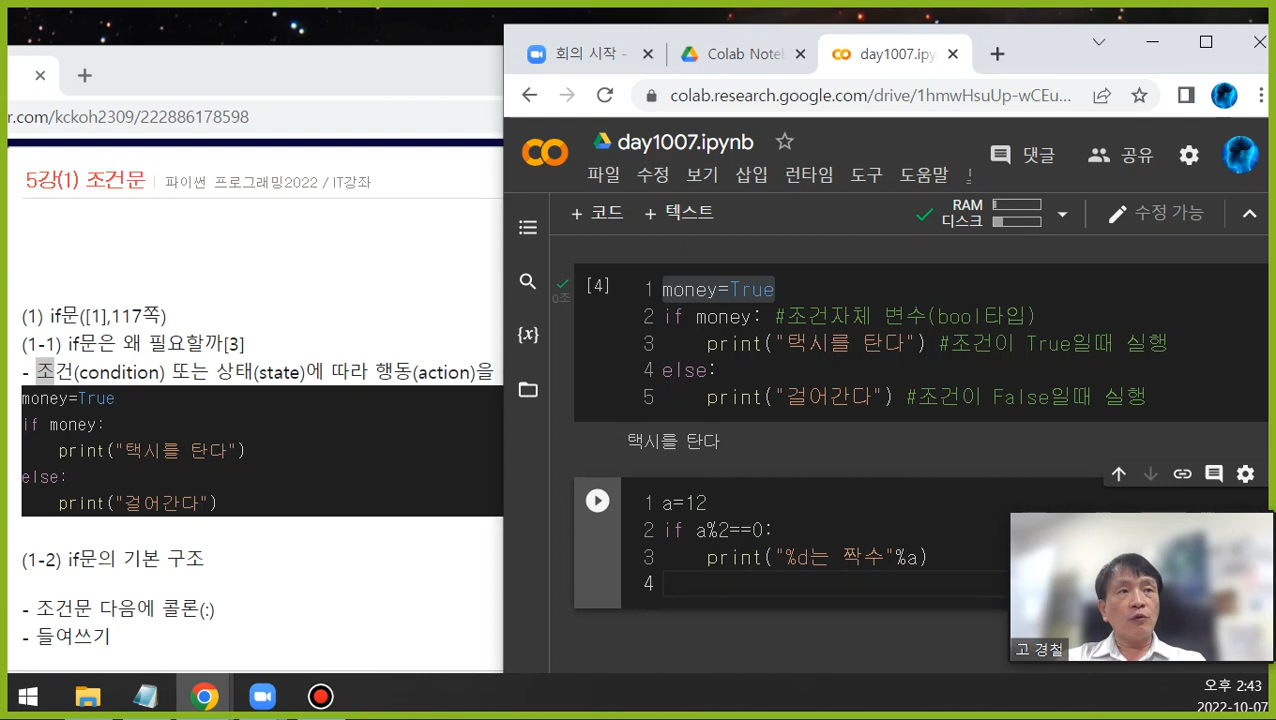 r.com/kckoh2309/222886178598
5강(1) 조건문 | 파이썬 프로그래밍2022 / IT강좌
(1) if문([1],117쪽)
(1-1) if문은 왜 필요할까[3]
- 조건(condition) 또는 상태(state)에 따라 행동(action)을
money=True
if money:
print("택시를 탄다")
else:
print("걸어간다")
(1-2) if문의 기본 구조
- 조건문 다음에 콜론(:)
- 들여쓰기
회의 시작 -
Colab Note
day1007.ipy
colab.research.google.com/drive/1hmwHsuUp-wCEu...
day1007.ipynb
댓글
공유
파일 수정 보기 삽입 런타임 도구 도움말
+ 코드 + 텍스트
RAM
디스크
수정 가능
[4]
0초
1 money=True
2 if money: #조건자체 변수(bool타입)
3 print("택시를 탄다") #조건이 True일때 실행
4 else:
5 print("걸어간다") #조건이 False일때 실행
택시를 탄다
1 a=12
2 if a%2==0:
3 print("%d는 짝수"%a)
4
고 경철
오후 2:43
2022-10-07